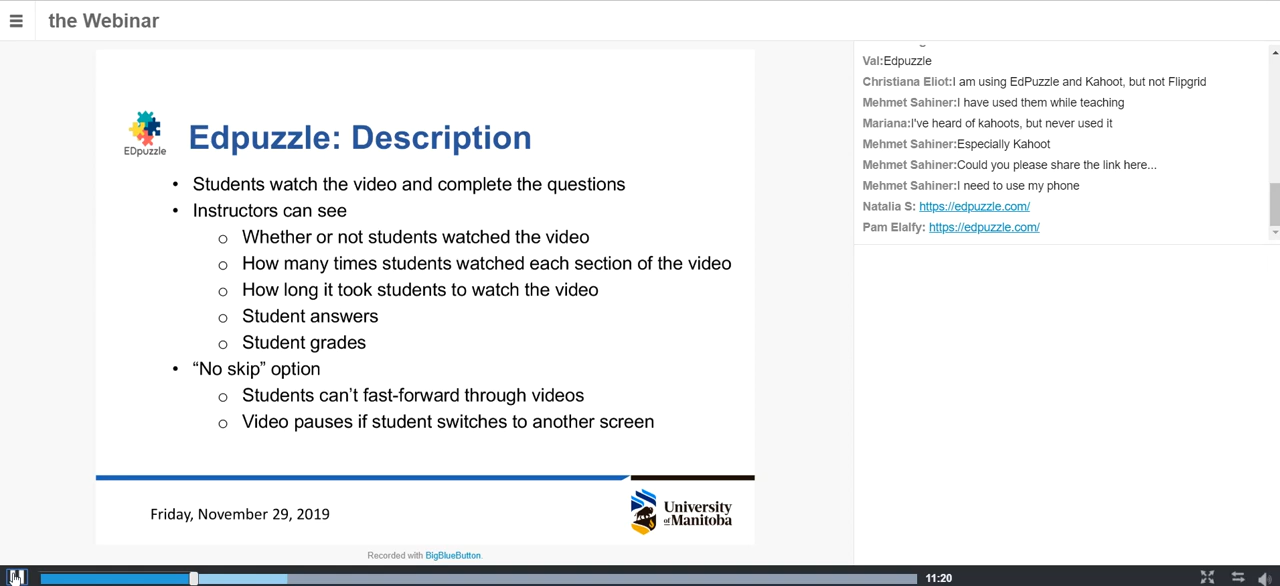 the Webinar
EDpuzzle
Edpuzzle: Description
• Students watch the video and complete the questions
• Instructors can see
o Whether or not students watched the video
o How many times students watched each section of the video
o How long it took students to watch the video
o Student answers
o Student grades
• “No skip” option
o Students can’t fast-forward through videos
o Video pauses if student switches to another screen
Friday, November 29, 2019
University
of Manitoba
Recorded with BigBlueButton.
Val:Edpuzzle
Christiana Eliot:I am using EdPuzzle and Kahoot, but not Flipgrid
Mehmet Sahiner:I have used them while teaching
Mariana:I've heard of kahoots, but never used it
Mehmet Sahiner:Especially Kahoot
Mehmet Sahiner:Could you please share the link here...
Mehmet Sahiner:I need to use my phone
Natalia S: https://edpuzzle.com/
Pam Elalfy: https://edpuzzle.com/
11:20